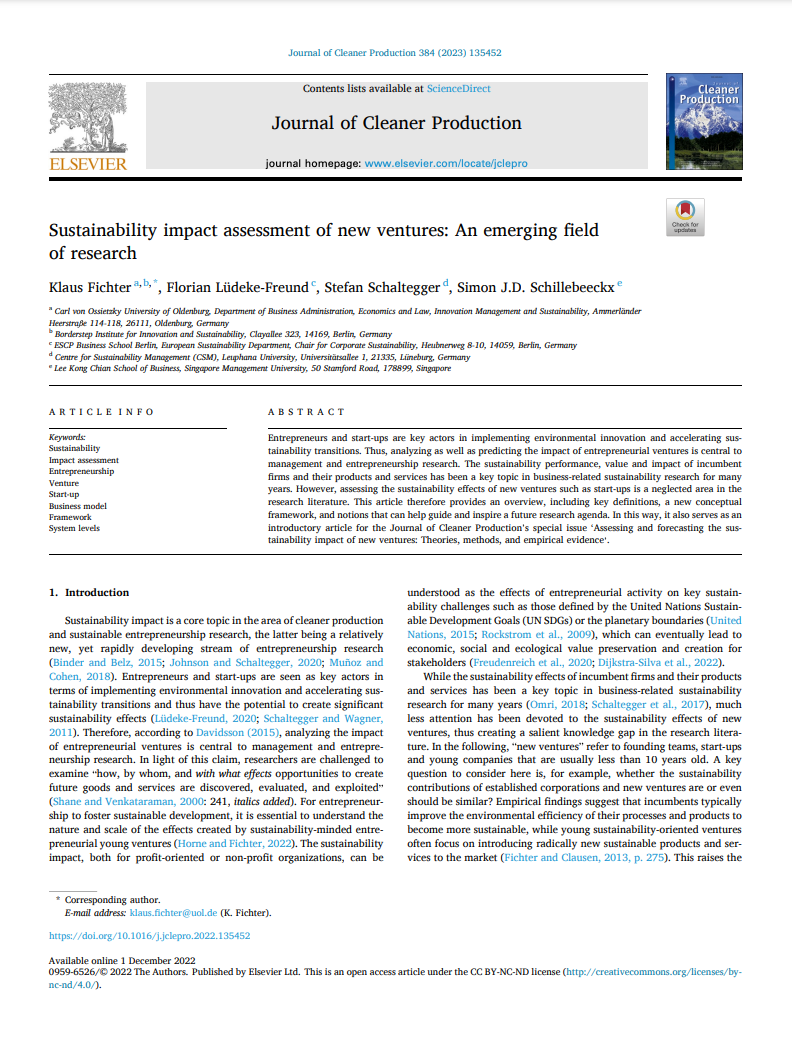 Journal of Cleaner Production 384 (2023) 135452
Contents lists available at ScienceDirect
Journal of Cleaner Production
journal homepage: www.elsevier.com/locate/jclepro
ELSEVIER
Cleaner
Production
Check for
updates
Sustainability impact assessment of new ventures: An emerging field
of research
Klaus Fichter a,b,*, Florian Lüdeke-Freund c, Stefan Schaltegger d, Simon J.D. Schillebeeckx e
a Carl von Ossietzky University of Oldenburg, Department of Business Administration, Economics and Law, Innovation Management and Sustainability, Ammerländer
Heerstraße 114-118, 26111, Oldenburg, Germany
b Borderstep Institute for Innovation and Sustainability, Clayallee 323, 14169, Berlin, Germany
c ESCP Business School Berlin, European Sustainability Department, Chair for Corporate Sustainability, Heubnerweg 8-10, 14059, Berlin, Germany
d Centre for Sustainability Management (CSM), Leuphana University, Universitätsallee 1, 21335, Lüneburg, Germany
e Lee Kong Chian School of Business, Singapore Management University, 50 Stamford Road, 178899, Singapore
ARTICLE INFO
Keywords:
Sustainability
Impact assessment
Entrepreneurship
Venture
Start-up
Business model
Framework
System levels
ABSTRACT
Entrepreneurs and start-ups are key actors in implementing environmental innovation and accelerating sus-
tainability transitions. Thus, analyzing as well as predicting the impact of entrepreneurial ventures is central to
management and entrepreneurship research. The sustainability performance, value and impact of incumbent
firms and their products and services has been a key topic in business-related sustainability research for many
years. However, assessing the sustainability effects of new ventures such as start-ups is a neglected area in the
research literature. This article therefore provides an overview, including key definitions, a new conceptual
framework, and notions that can help guide and inspire a future research agenda. In this way, it also serves as an
introductory article for the Journal of Cleaner Production's special issue ‘Assessing and forecasting the sus-
tainability impact of new ventures: Theories, methods, and empirical evidence‘.
1. Introduction
Sustainability impact is a core topic in the area of cleaner production
and sustainable entrepreneurship research, the latter being a relatively
new, yet rapidly developing stream of entrepreneurship research
(Binder and Belz, 2015; Johnson and Schaltegger, 2020; Muñoz and
Cohen, 2018). Entrepreneurs and start-ups are seen as key actors in
terms of implementing environmental innovation and accelerating sus-
tainability transitions and thus have the potential to create significant
sustainability effects (Lüdeke-Freund, 2020; Schaltegger and Wagner,
2011). Therefore, according to Davidsson (2015), analyzing the impact
of entrepreneurial ventures is central to management and entrepre-
neurship research. In light of this claim, researchers are challenged to
examine “how, by whom, and with what effects opportunities to create
future goods and services are discovered, evaluated, and exploited“
(Shane and Venkataraman, 2000: 241, italics added). For entrepreneur-
ship to foster sustainable development, it is essential to understand the
nature and scale of the effects created by sustainability-minded entre-
preneurial young ventures (Horne and Fichter, 2022). The sustainability
impact, both for profit-oriented or non-profit organizations, can be
understood as the effects of entrepreneurial activity on key sustain-
ability challenges such as those defined by the United Nations Sustain-
able Development Goals (UN SDGs) or the planetary boundaries (United
Nations, 2015; Rockstrom et al., 2009), which can eventually lead to
economic, social and ecological value preservation and creation for
stakeholders (Freudenreich et al., 2020; Dijkstra-Silva et al., 2022).
While the sustainability effects of incumbent firms and their products
and services has been a key topic in business-related sustainability
research for many years (Omri, 2018; Schaltegger et al., 2017), much
less attention has been devoted to the sustainability effects of new
ventures, thus creating a salient knowledge gap in the research litera-
ture. In the following, “new ventures” refer to founding teams, start-ups
and young companies that are usually less than 10 years old. A key
question to consider here is, for example, whether the sustainability
contributions of established corporations and new ventures are or even
should be similar? Empirical findings suggest that incumbents typically
improve the environmental efficiency of their processes and products to
become more sustainable, while young sustainability-oriented ventures
often focus on introducing radically new sustainable products and ser-
vices to the market (Fichter and Clausen, 2013, p. 275). This raises the
* Corresponding author.
E-mail address: klaus.fichter@uol.de (K. Fichter).
https://doi.org/10.1016/j.jclepro.2022.135452
Available online 1 December 2022
0959-6526/© 2022 The Authors. Published by Elsevier Ltd. This is an open access article under the CC BY-NC-ND license (http://creativecommons.org/licenses/by-
nc-nd/4.0/).